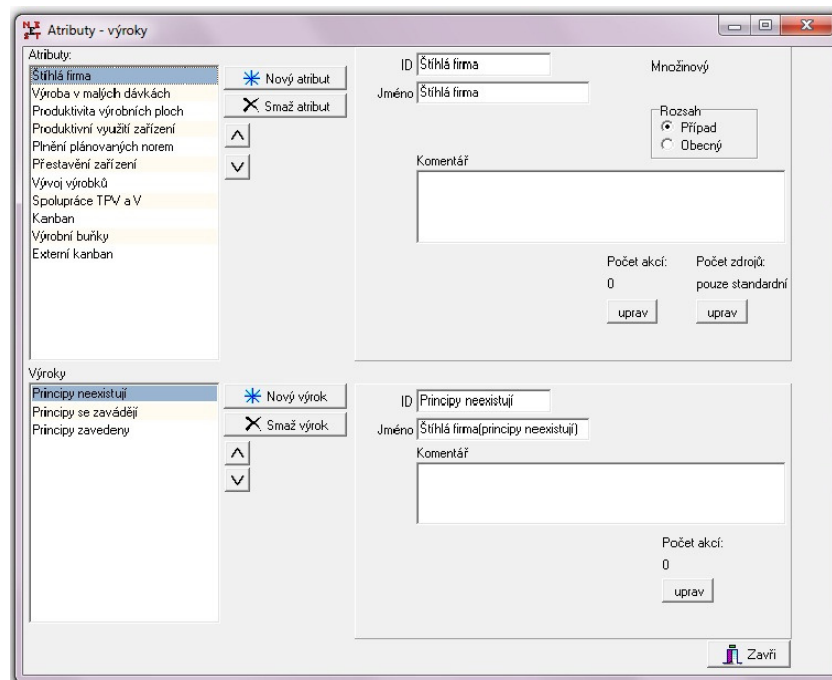 Atributy - výroky
Atributy:
Štíhlá firma
Výroba v malých dávkách
Produktivita výrobních ploch
Produktivní využití zařízení
Plnění plánovaných norem
Přestavění zařízení
Vývoj výrobků
Spolupráce TPV a V
Kanban
Výrobní buňky
Externí kanban
Nový atribut
Smaž atribut
ID Štíhlá firma
Množinový
Jméno Štíhlá firma
Rozsah
Případ
Obecný
Komentář
Počet akcí: Počet zdrojů:
0 pouze standardní
uprav uprav
Výroky
Principy neexistují
Principy se zavádějí
Principy zavedeny
Nový výrok
Smaž výrok
ID Principy neexistují
Jméno Štíhlá firma(principy neexistují)
Komentář
Počet akcí:
0
uprav
Zavři